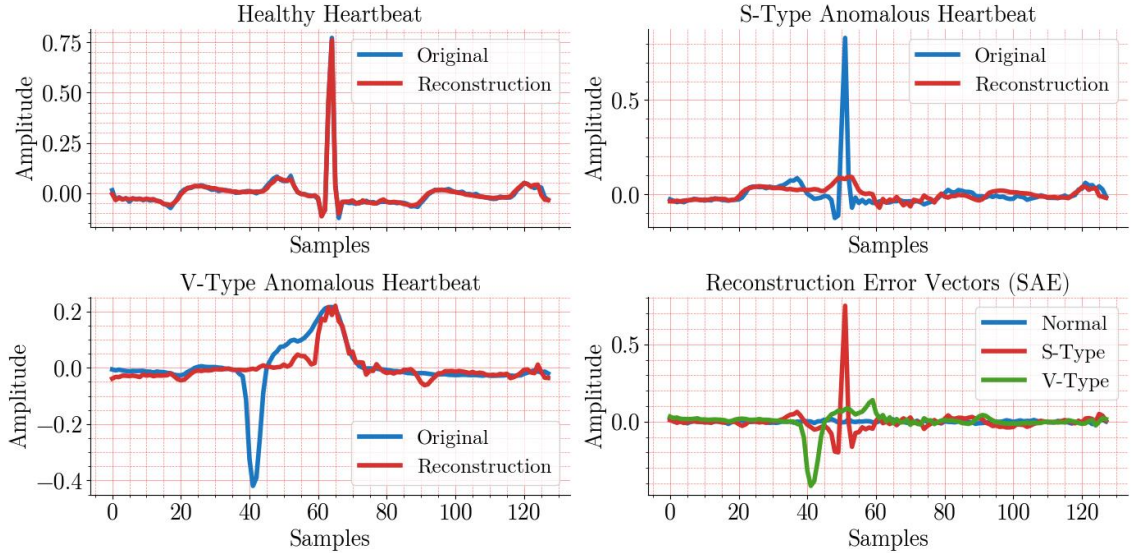 Healthy Heartbeat
Amplitude
0.75
0.50
0.25
0.00
Original
Reconstruction
Samples
S-Type Anomalous Heartbeat
Amplitude
0.5
0.0
Original
Reconstruction
Samples
V-Type Anomalous Heartbeat
Amplitude
0.2
0.0
−0.2
−0.4
Original
Reconstruction
0 20 40 60 80 100 120
Samples
Reconstruction Error Vectors (SAE)
Amplitude
0.5
0.0
Normal
S-Type
V-Type
0 20 40 60 80 100 120
Samples